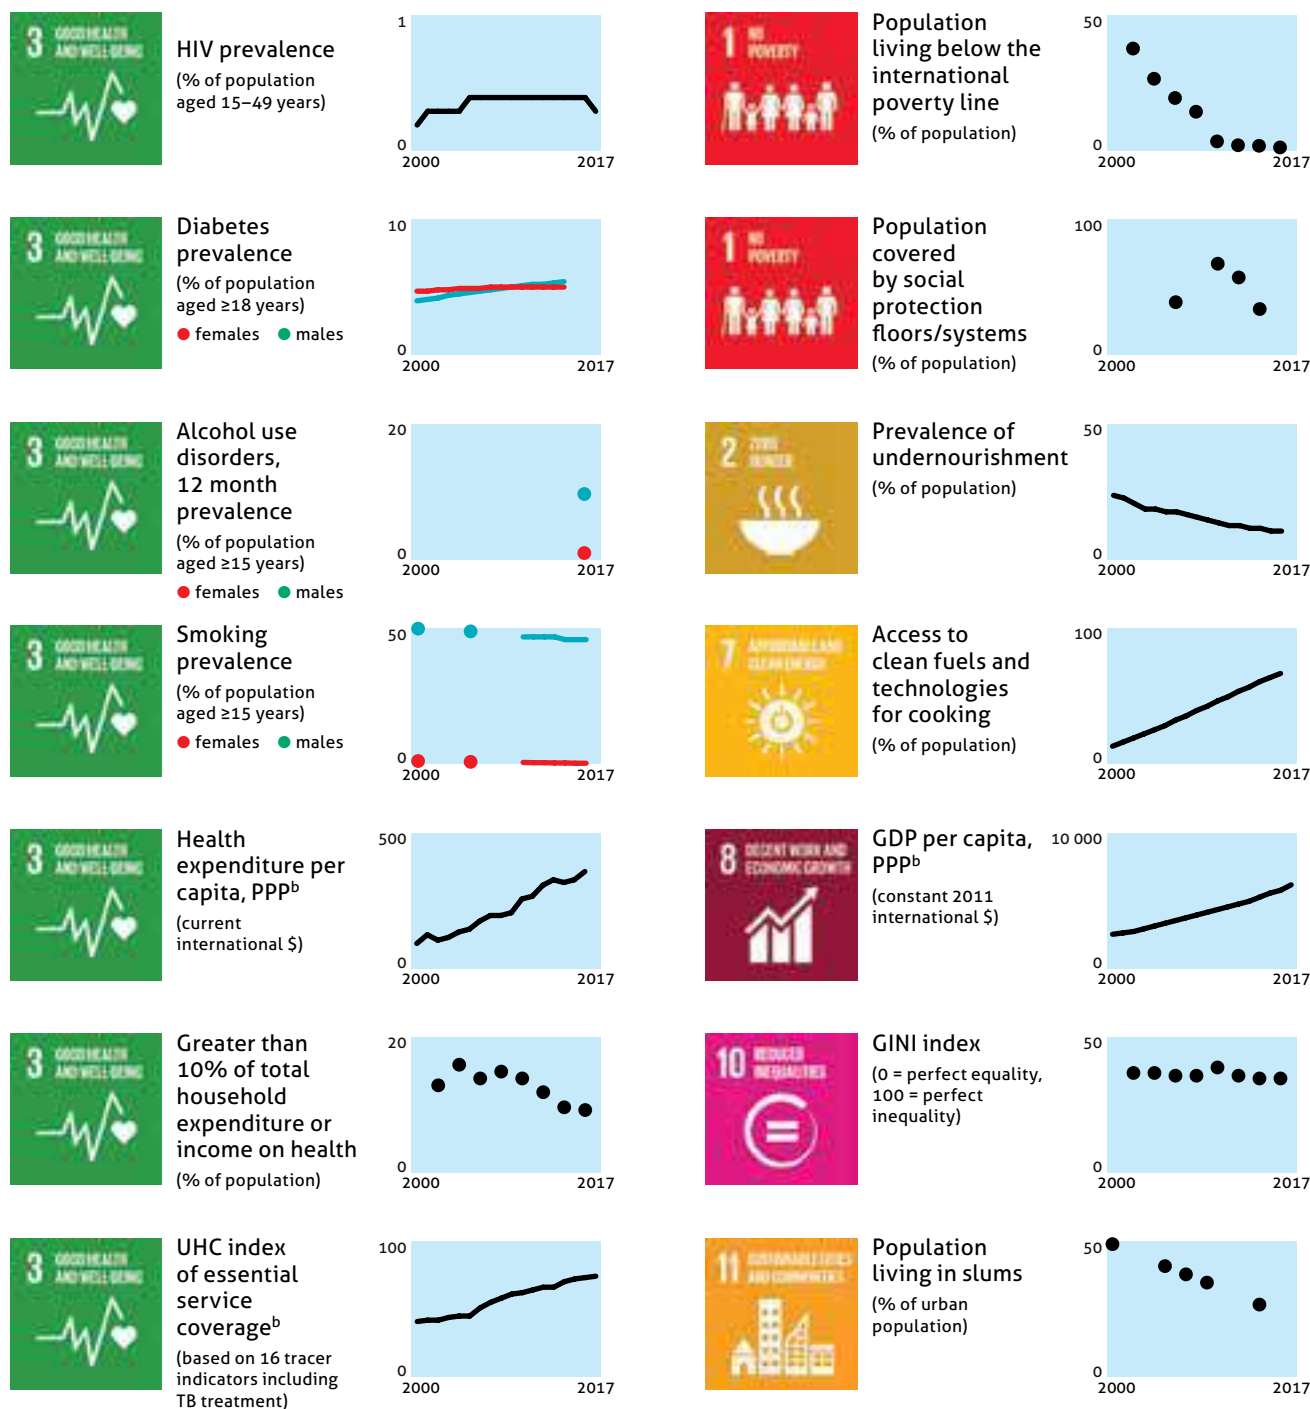 3 GOOD HEALTH
AND WELL-BEING
HIV prevalence
(% of population
aged 15–49 years)
1
0
2000 2017
3 GOOD HEALTH
AND WELL-BEING
Diabetes
prevalence
(% of population
aged ≥18 years)
females males
10
0
2000 2017
3 GOOD HEALTH
AND WELL-BEING
Alcohol use
disorders,
12 month
prevalence
(% of population
aged ≥15 years)
females males
20
0
2000 2017
3 GOOD HEALTH
AND WELL-BEING
Smoking
prevalence
(% of population
aged ≥15 years)
females males
50
0
2000 2017
3 GOOD HEALTH
AND WELL-BEING
Health
expenditure per
capita, PPPᵇ
(current
international $)
500
0
2000 2017
3 GOOD HEALTH
AND WELL-BEING
Greater than
10% of total
household
expenditure or
income on health
(% of population)
20
0
2000 2017
3 GOOD HEALTH
AND WELL-BEING
UHC index
of essential
service
coverageᵇ
(based on 16 tracer
indicators including
TB treatment)
100
0
2000 2017
1 NO
POVERTY
Population
living below the
international
poverty line
(% of population)
50
0
2000 2017
1 NO
POVERTY
Population
covered
by social
protection
floors/systems
(% of population)
100
0
2000 2017
2 ZERO
HUNGER
Prevalence of
undernourishment
(% of population)
50
0
2000 2017
7 AFFORDABLE AND
CLEAN ENERGY
Access to
clean fuels and
technologies
for cooking
(% of population)
100
0
2000 2017
8 DECENT WORK AND
ECONOMIC GROWTH
GDP per capita,
PPPᵇ
(constant 2011
international $)
10 000
0
2000 2017
10 REDUCED
INEQUALITIES
GINI index
(0 = perfect equality,
100 = perfect
inequality)
50
0
2000 2017
11 SUSTAINABLE CITIES
AND COMMUNITIES
Population
living in slums
(% of urban
population)
50
0
2000 2017